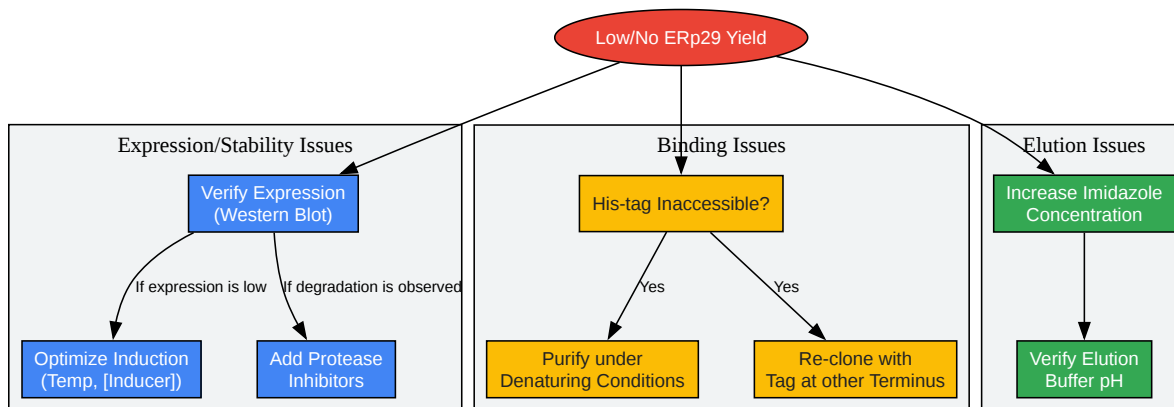 Low/No ERp29 Yield
Expression/Stability Issues
Verify Expression
(Western Blot)
If expression is low
If degradation is observed
Optimize Induction
(Temp, [Inducer])
Add Protease
Inhibitors
Binding Issues
His-tag Inaccessible?
Yes
Yes
Purify under
Denaturing Conditions
Re-clone with
Tag at other Terminus
Elution Issues
Increase Imidazole
Concentration
Verify Elution
Buffer pH